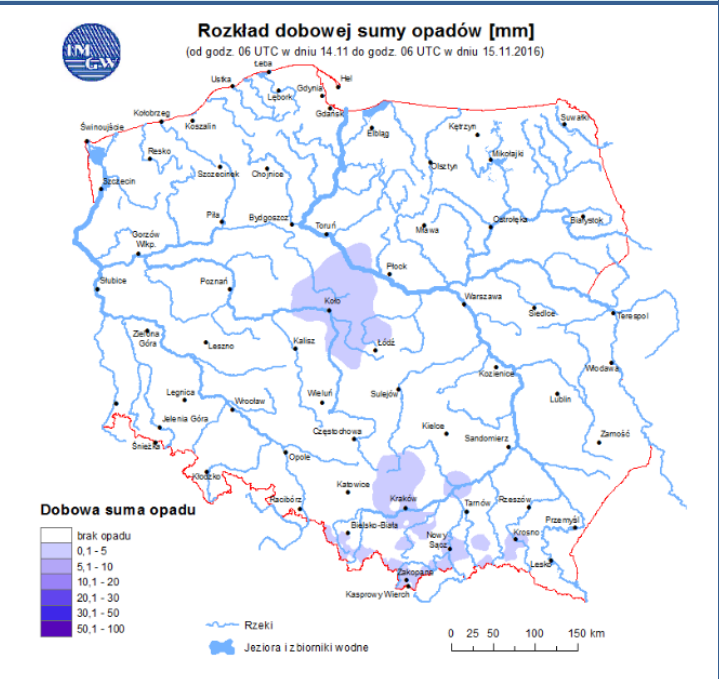 IM
GW
Rozkład dobowej sumy opadów [mm]
(od godz. 06 UTC w dniu 14.11 do godz. 06 UTC w dniu 15.11.2016)
Łeba
Ustka
Lębork
Gdynia
Hel
Gdańsk
Kołobrzeg
Koszalin
Świnoujście
Elbląg
Kętrzyn
Suwałki
Resko
Szczecinek
Chojnice
Olsztyn
Mikołajki
Szczecin
Piła
Bydgoszcz
Toruń
Mława
Ostrołęka
Białystok
Gorzów
Wlkp.
Płock
Słubice
Poznań
Koło
Warszawa
Siedlce
Terespol
Zielona
Góra
Leszno
Kalisz
Łódź
Kozienice
Włodawa
Legnica
Wrocław
Wieluń
Sulejów
Lublin
Jelenia Góra
Częstochowa
Kielce
Sandomierz
Zamość
Śnieżka
Opole
Kłodzko
Katowice
Racibórz
Kraków
Tarnów
Rzeszów
Przemyśl
Bielsko-Biała
Nowy
Sącz
Krosno
Lesko
Zakopane
Kasprowy Wierch
Dobowa suma opadu
brak opadu
0,1 - 5
5,1 - 10
10,1 - 20
20,1 - 30
30,1 - 50
50,1 - 100
Rzeki
Jeziora i zbiorniki wodne
0 25 50 100 150 km